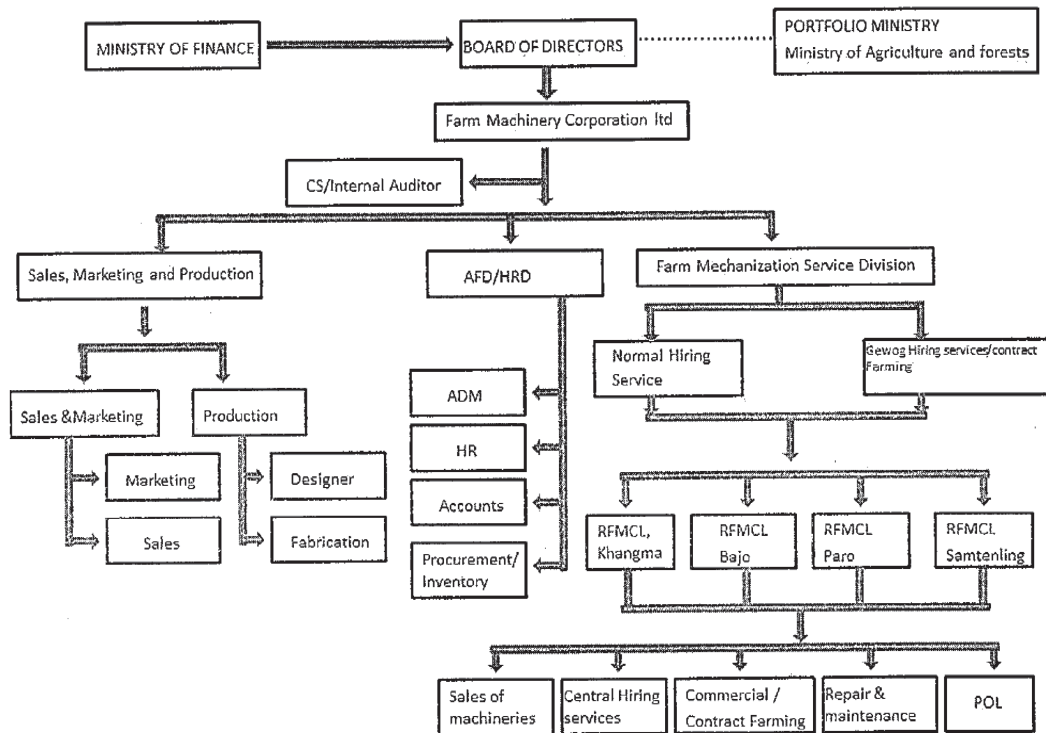 MINISTRY OF FINANCE
BOARD OF DIRECTORS
PORTFOLIO MINISTRY
Ministry of Agriculture and forests
Farm Machinery Corporation ltd
CS/Internal Auditor
Sales, Marketing and Production
AFD/HRD
Farm Mechanization Service Division
Normal Hiring
Service
Gewog Hiring services/contract
Farming
Sales &Marketing
Production
Marketing
Sales
Designer
Fabrication
ADM
HR
Accounts
Procurement/
Inventory
RFMCL,
Khangma
RFMCL
Bajo
RFMCL
Paro
RFMCL
Samtenling
Sales of
machineries
Central Hiring
services
Commercial /
Contract Farming
Repair &
maintenance
POL